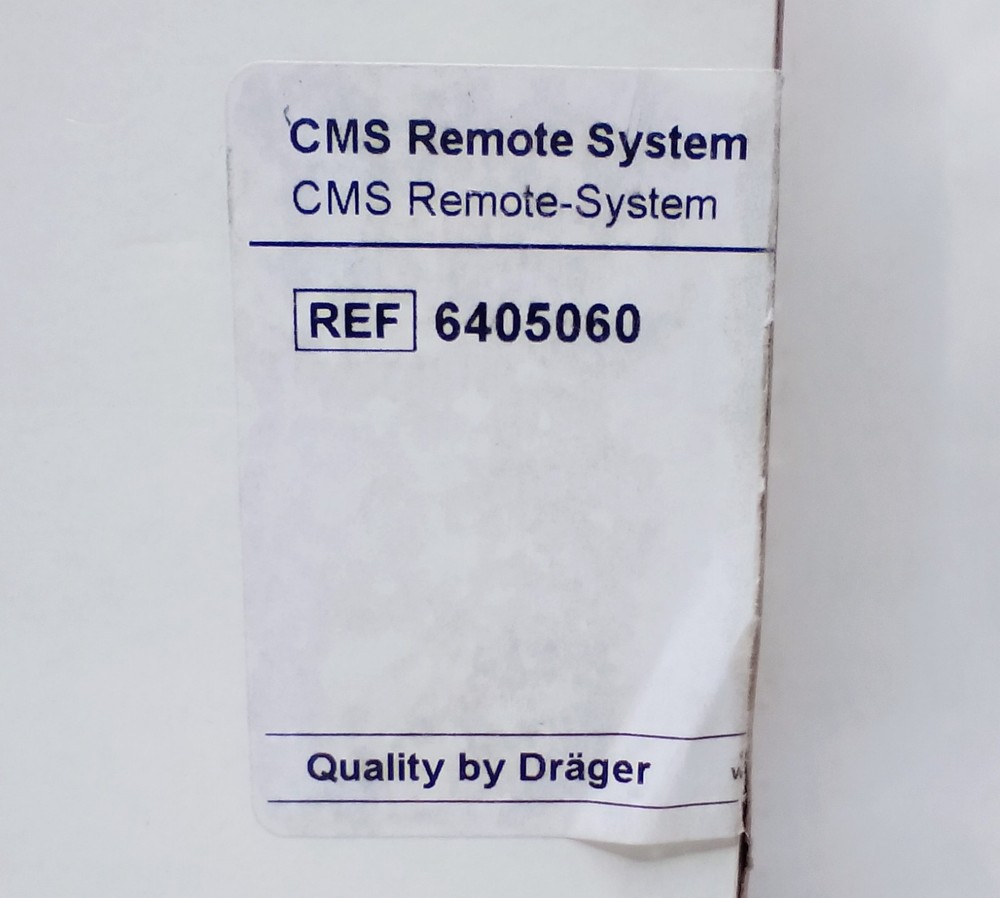 CMS Remote System
CMS Remote-System
REF 6405060
Quality by Dräger